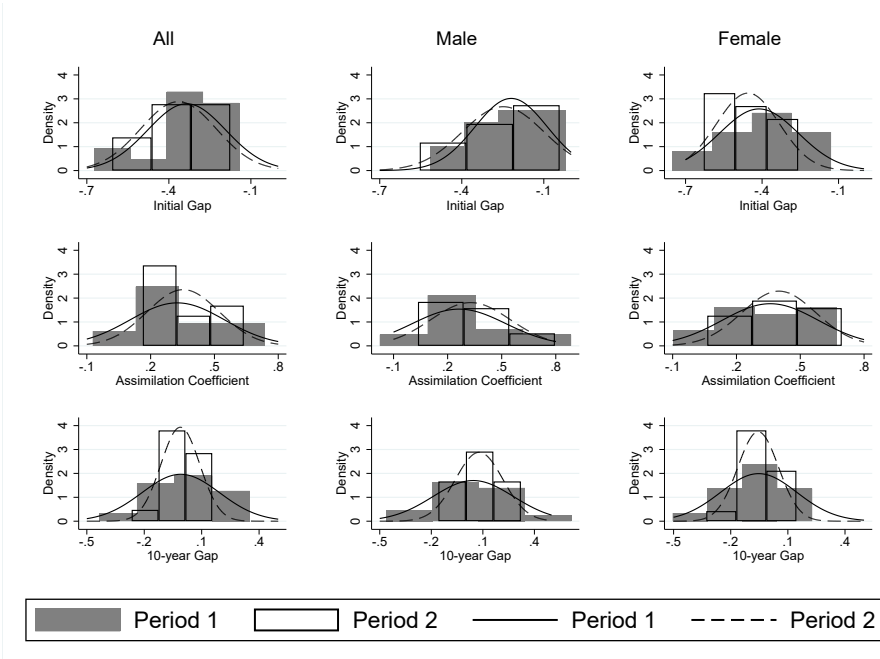 All Male Female
Density 0 1 2 3 4
-.7 -.4 -.1
Initial Gap
Density 0 1 2 3 4
-.7 -.4 -.1
Initial Gap
Density 0 1 2 3 4
-.7 -.4 -.1
Initial Gap
Density 0 1 2 3 4
-.1 .2 .5 .8
Assimilation Coefficient
Density 0 1 2 3 4
-.1 .2 .5 .8
Assimilation Coefficient
Density 0 1 2 3 4
-.1 .2 .5 .8
Assimilation Coefficient
Density 0 1 2 3 4
-.5 -.2 .1 .4
10-year Gap
Density 0 1 2 3 4
-.5 -.2 .1 .4
10-year Gap
Density 0 1 2 3 4
-.5 -.2 .1 .4
10-year Gap
Period 1 Period 2 Period 1 Period 2